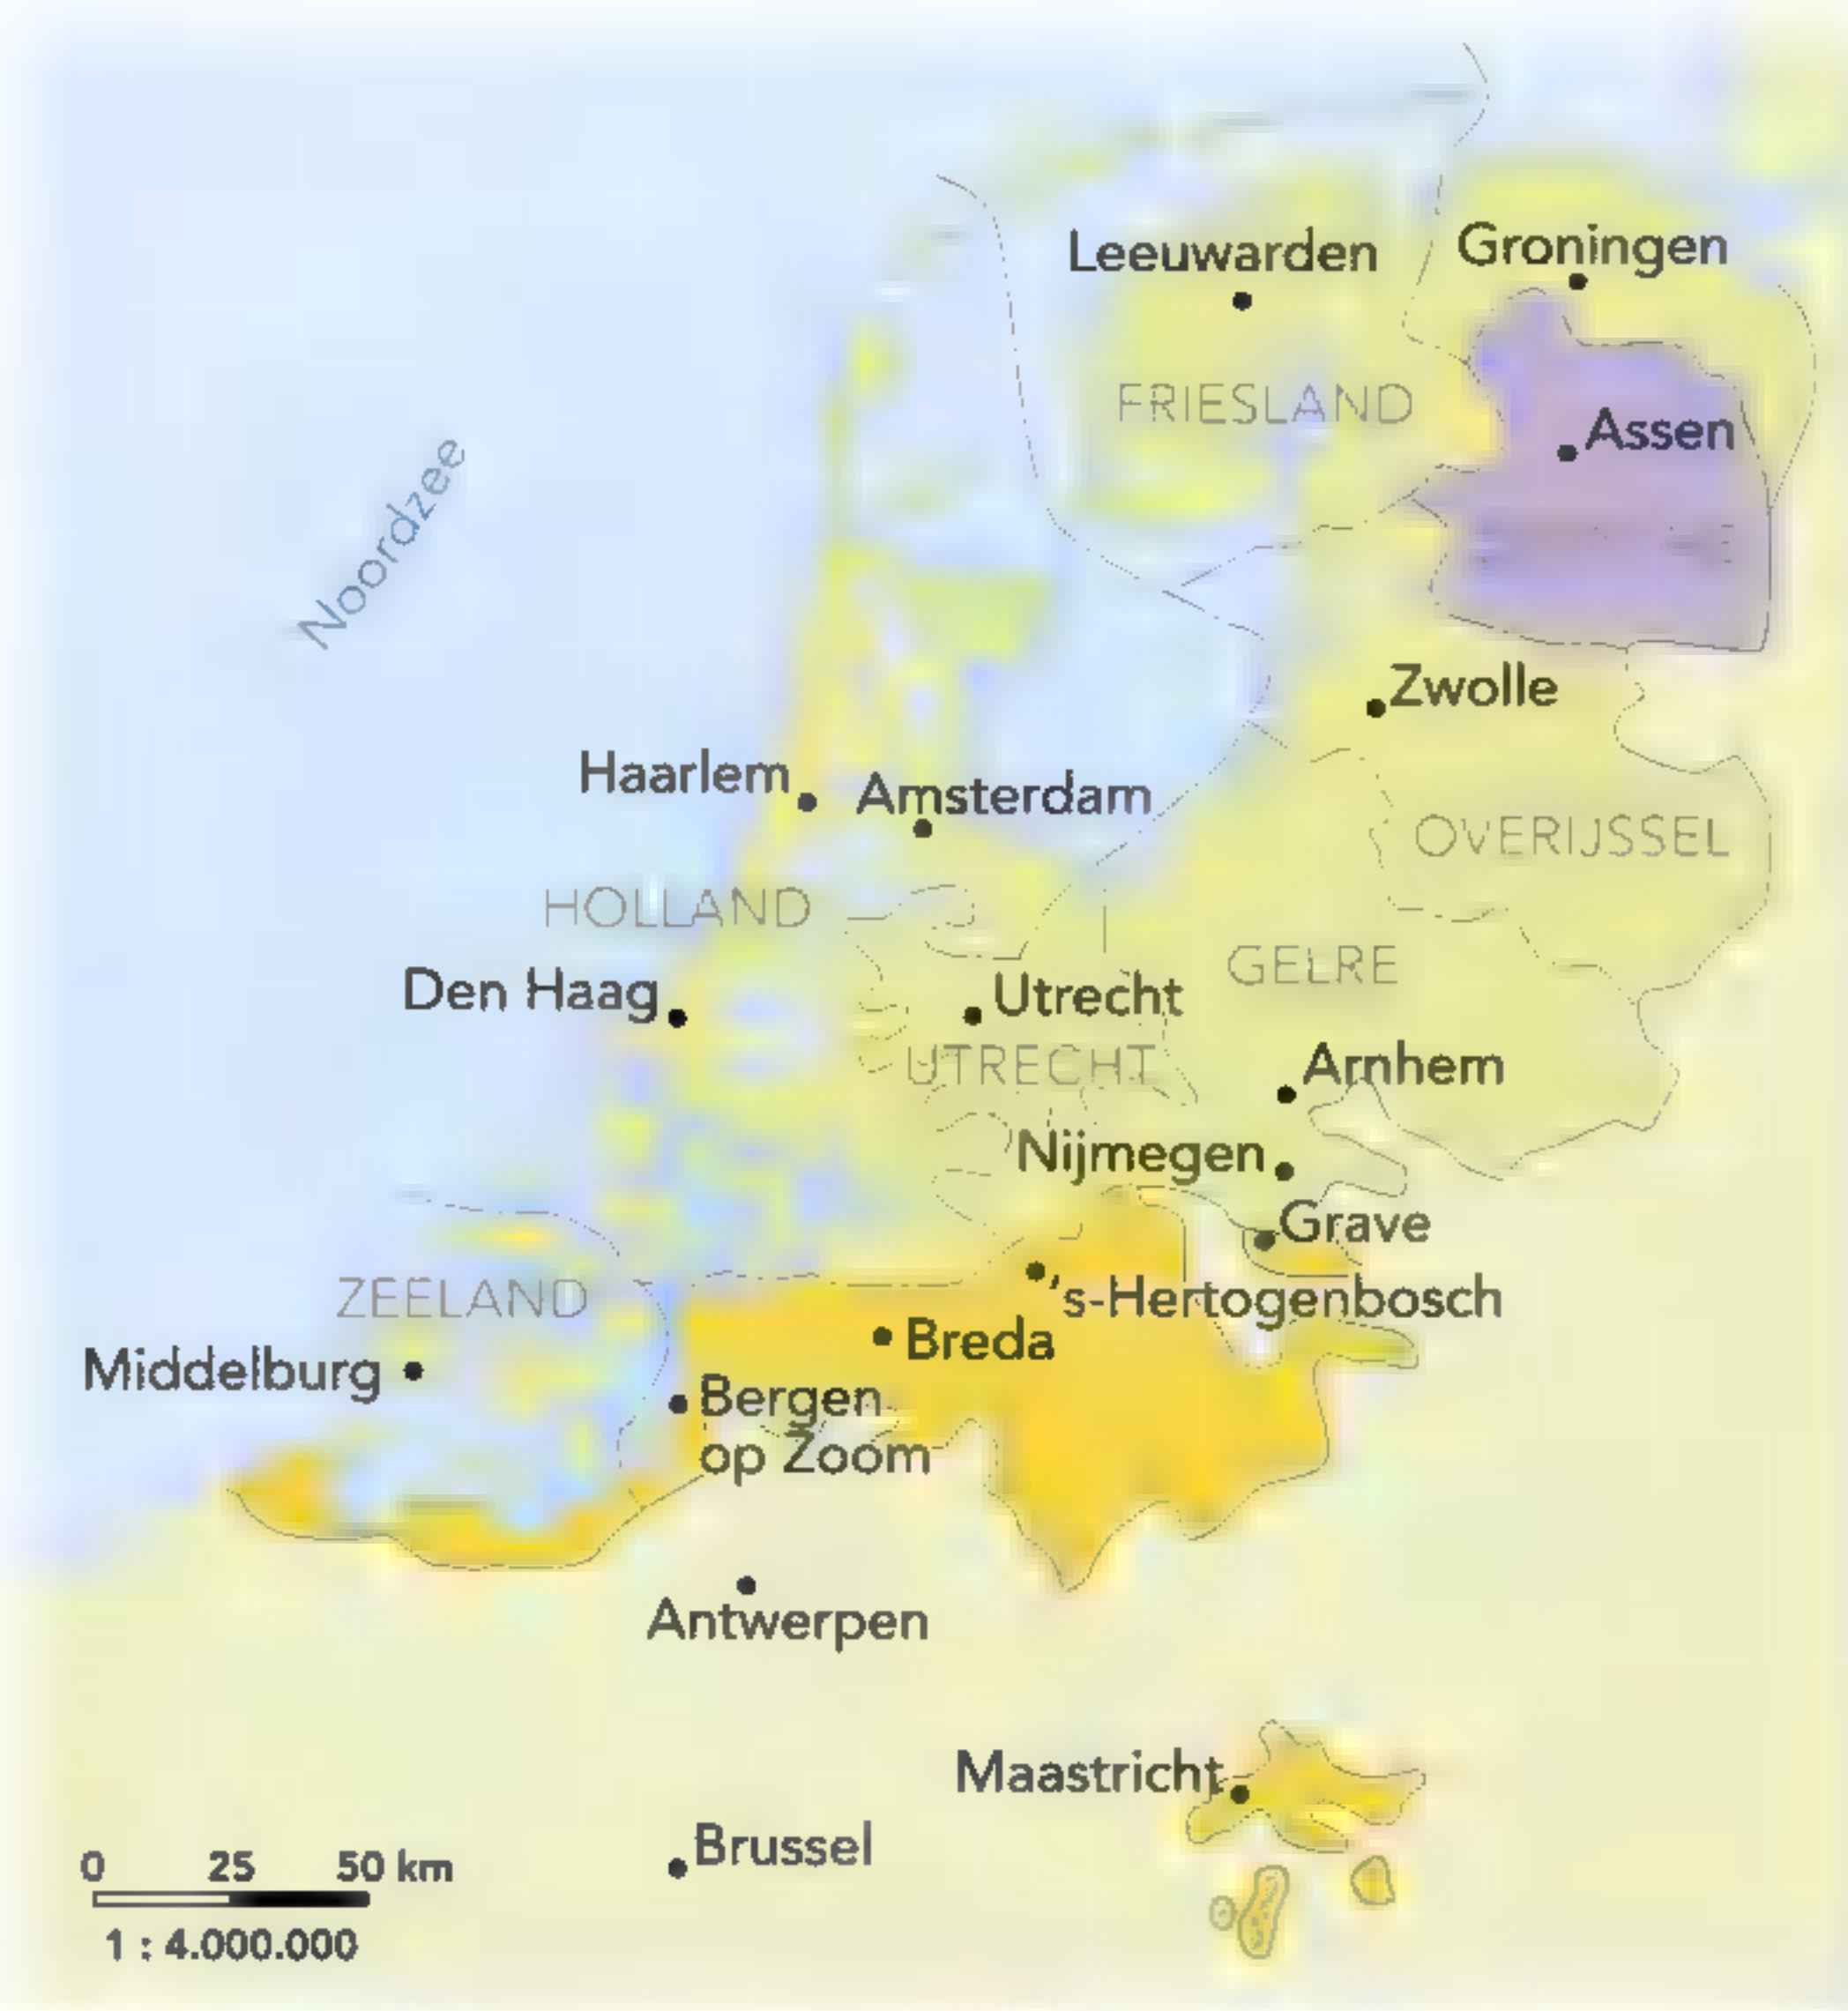 Leeuwarden
Groningen
FRIESLAND
Assen
Noordzee
Zwolle
Haarlem
Amsterdam
OVERIJSSEL
HOLLAND
GELRE
Den Haag
Utrecht
UTRECHT
Arnhem
Nijmegen
Grave
ZEELAND
's-Hertogenbosch
Breda
Middelburg
Bergen
op Zoom
Antwerpen
Maastricht
Brussel
0 25 50 km
1 : 4.000.000